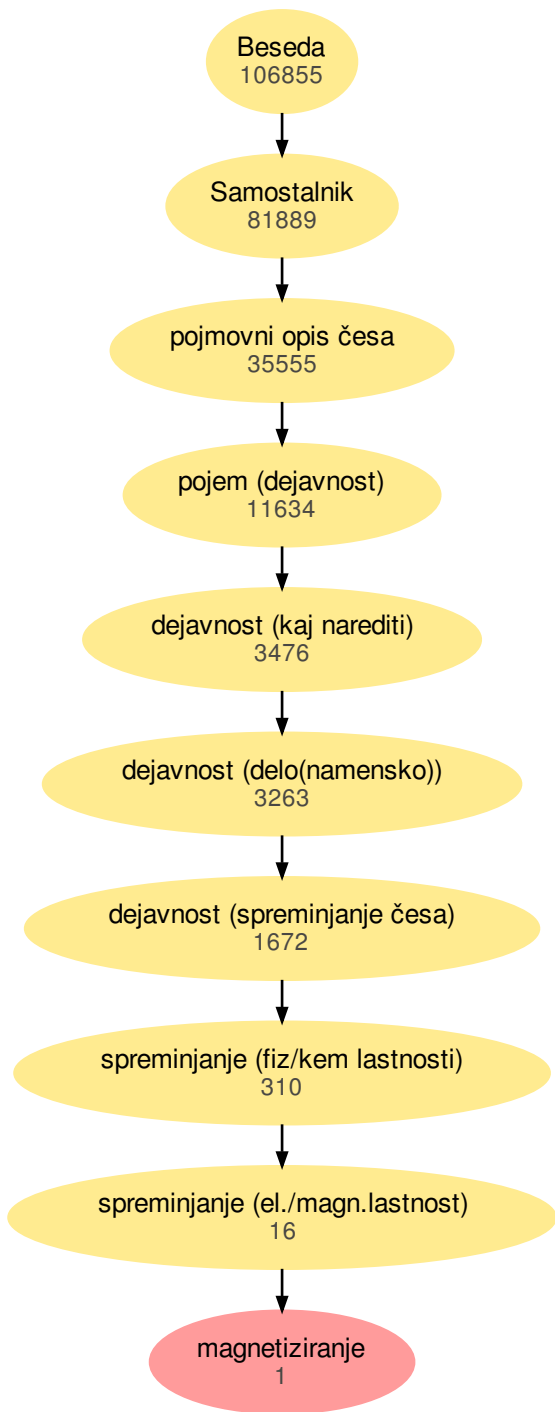 Beseda
106855
Samostalnik
81889
pojmovni opis česa
35555
pojem (dejavnost)
11634
dejavnost (kaj narediti)
3476
dejavnost (delo(namensko))
3263
dejavnost (spreminjanje česa)
1672
spreminjanje (fiz/kem lastnosti)
310
spreminjanje (el./magn.lastnost)
16
magnetiziranje
1